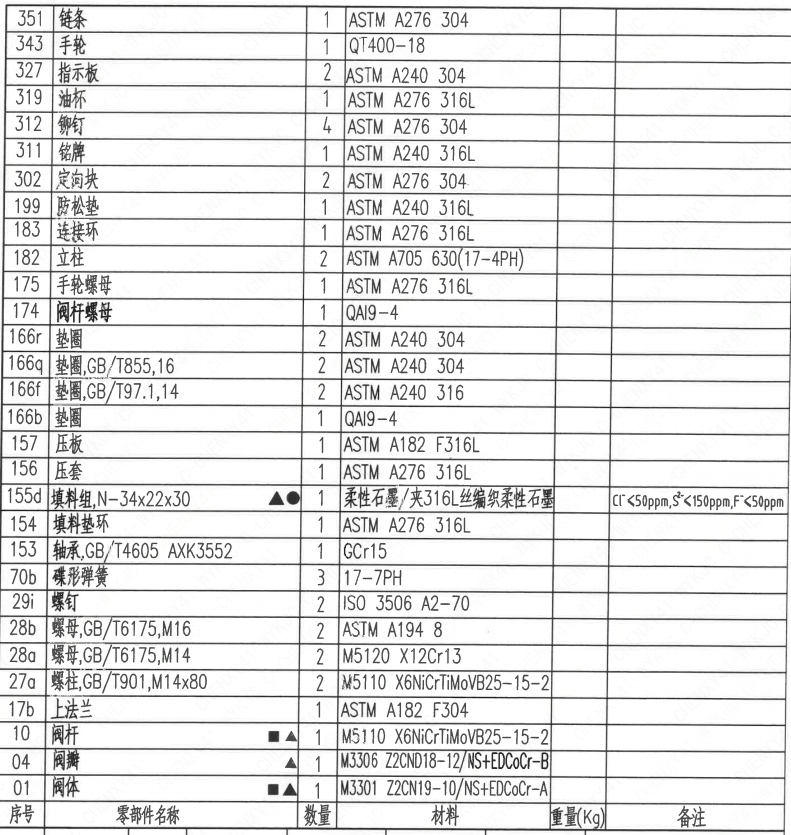 351 链条 1 ASTM A276 304
343 手轮 1 QT400-18
327 指示板 2 ASTM A240 304
319 油杯 1 ASTM A276 316L
312 铆钉 4 ASTM A276 304
311 铭牌 1 ASTM A240 316L
302 定向块 2 ASTM A276 304
199 防松垫 1 ASTM A240 316L
183 连接环 1 ASTM A276 316L
182 立柱 2 ASTM A705 630(17-4PH)
175 手轮螺母 1 ASTM A276 316L
174 阀杆螺母 1 QAl9-4
166r 垫圈 2 ASTM A240 304
166q 垫圈,GB/T855,16 2 ASTM A240 304
166f 垫圈,GB/T97.1,14 2 ASTM A240 316
166b 垫圈 1 QAl9-4
157 压板 1 ASTM A182 F316L
156 压套 1 ASTM A276 316L
155d 填料组,N-34x22x30 ▲● 1 柔性石墨/夹316L丝编织柔性石墨 Cl⁻<50ppm,S²⁻<150ppm,F⁻<50ppm
154 填料垫环 1 ASTM A276 316L
153 轴承,GB/T4605 AXK3552 1 GCr15
70b 碟形弹簧 3 17-7PH
29i 螺钉 2 ISO 3506 A2-70
28b 螺母,GB/T6175,M16 2 ASTM A194 8
28a 螺母,GB/T6175,M14 2 M5120 X12Cr13
27a 螺柱,GB/T901,M14x80 2 M5110 X6NiCrTiMoVB25-15-2
17b 上法兰 1 ASTM A182 F304
10 阀杆 ■▲ 1 M5110 X6NiCrTiMoVB25-15-2
04 阀瓣 ▲ 1 M3306 Z2CND18-12/NS+EDCoCr-B
01 阀体 ■▲ 1 M3301 Z2CN19-10/NS+EDCoCr-A
序号 零部件名称 数量 材料 重量(Kg) 备注